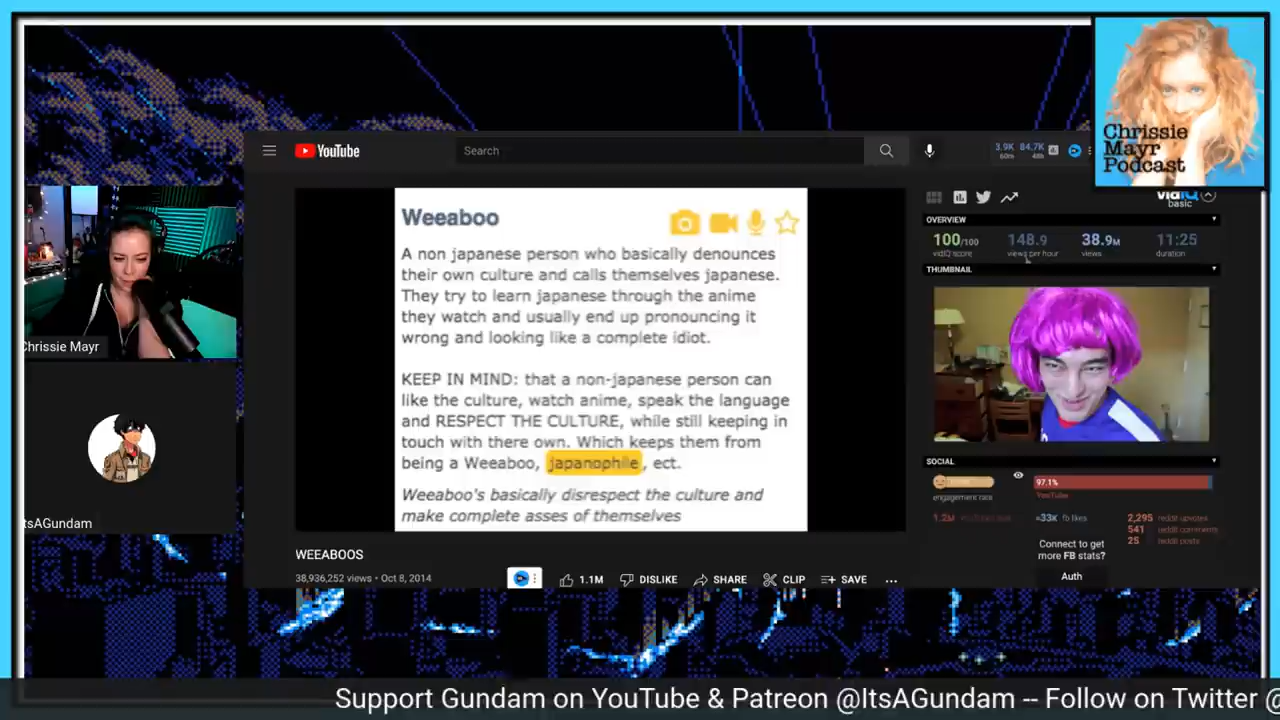 Chrissie
Mayr
Podcast
YouTube
Search
3.9K 84.7K
60m 48h
vidIQ
basic
Weeaboo
A non japanese person who basically denounces
their own culture and calls themselves japanese.
They try to learn japanese through the anime
they watch and usually end up pronouncing it
wrong and looking like a complete idiot.
KEEP IN MIND: that a non-japanese person can
like the culture, watch anime, speak the language
and RESPECT THE CULTURE, while still keeping in
touch with there own. Which keeps them from
being a Weeaboo, japanophile, ect.
Weeaboo's basically disrespect the culture and
make complete asses of themselves
OVERVIEW
100/100 148.9 38.9M 11:25
vidIQ score views per hour views duration
THUMBNAIL
SOCIAL
97.1%
engagement rate YouTube
≈33K fb likes
2,295 reddit upvotes
541 reddit comments
25 reddit posts
Connect to get
more FB stats?
Auth
Chrissie Mayr
tsAGundam
WEEABOOS
38,936,252 views • Oct 8, 2014
1.1M DISLIKE SHARE CLIP SAVE
Support Gundam on YouTube & Patreon @ItsAGundam -- Follow on Twitter @